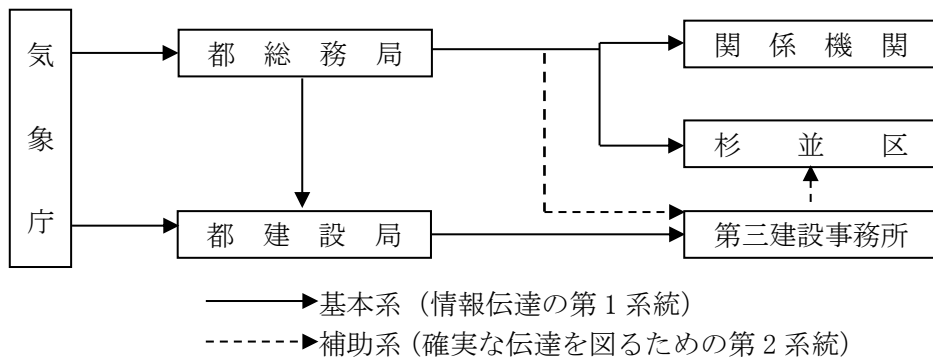 気象庁
都総務局
関係機関
杉並区
都建設局
第三建設事務所
基本系（情報伝達の第１系統）
補助系（確実な伝達を図るための第２系統）